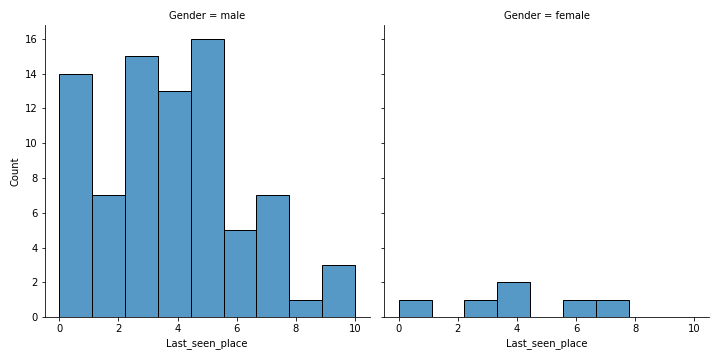 Gender = male
Gender = female
16
14
12
10
8
6
4
2
0
Count
0 2 4 6 8 10
0 2 4 6 8 10
Last_seen_place
Last_seen_place